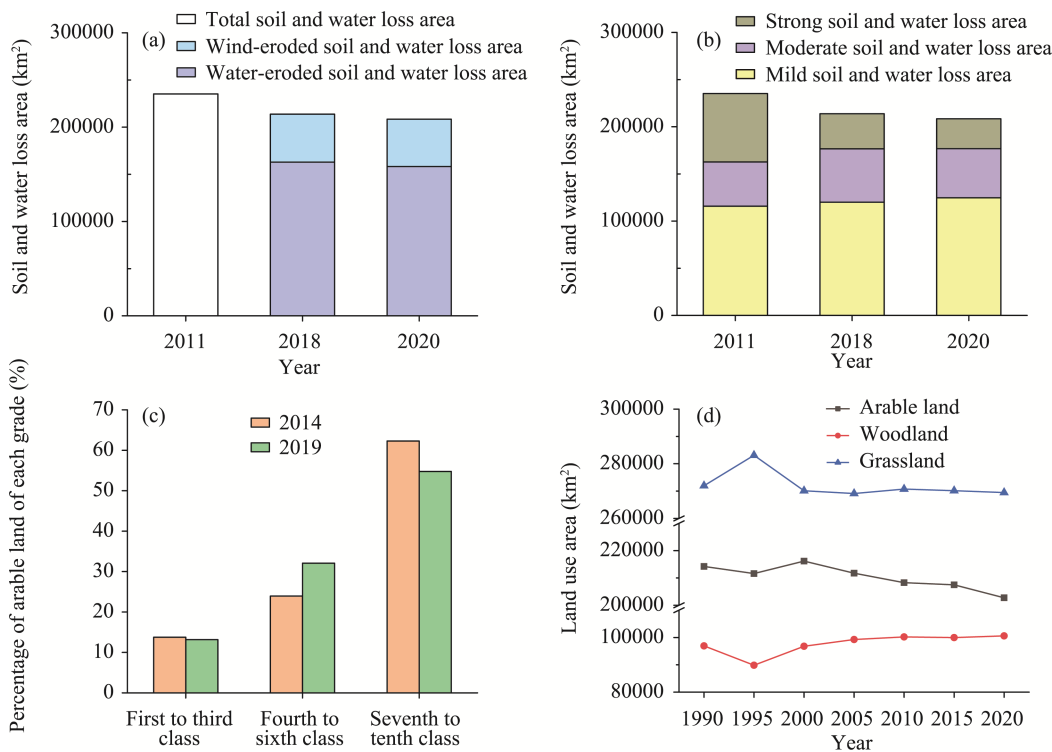 Soil and water loss area (km²)
300000
200000
100000
0
(a)
Total soil and water loss area
Wind-eroded soil and water loss area
Water-eroded soil and water loss area
2011
2018
2020
Year
Soil and water loss area (km²)
300000
200000
100000
0
(b)
Strong soil and water loss area
Moderate soil and water loss area
Mild soil and water loss area
2011
2018
2020
Year
Percentage of arable land of each grade (%)
70
60
50
40
30
20
10
0
(c)
2014
2019
First to third
class
Fourth to
sixth class
Seventh to
tenth class
Land use area (km²)
300000
280000
260000
220000
200000
100000
80000
(d)
Arable land
Woodland
Grassland
1990
1995
2000
2005
2010
2015
2020
Year